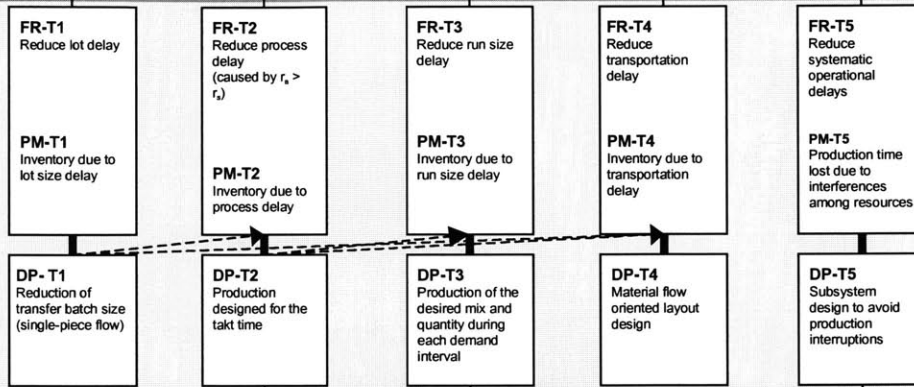 FR-T1
Reduce lot delay
PM-T1
Inventory due to
lot size delay
FR-T2
Reduce process
delay
(caused by rₐ >
rₛ)
PM-T2
Inventory due to
process delay
FR-T3
Reduce run size
delay
PM-T3
Inventory due to
run size delay
FR-T4
Reduce
transportation
delay
PM-T4
Inventory due to
transportation
delay
FR-T5
Reduce
systematic
operational
delays
PM-T5
Production time
lost due to
interferences
among resources
DP- T1
Reduction of
transfer batch size
(single-piece flow)
DP-T2
Production
designed for the
takt time
DP-T3
Production of the
desired mix and
quantity during
each demand
interval
DP-T4
Material flow
oriented layout
design
DP-T5
Subsystem
design to avoid
production
interruptions